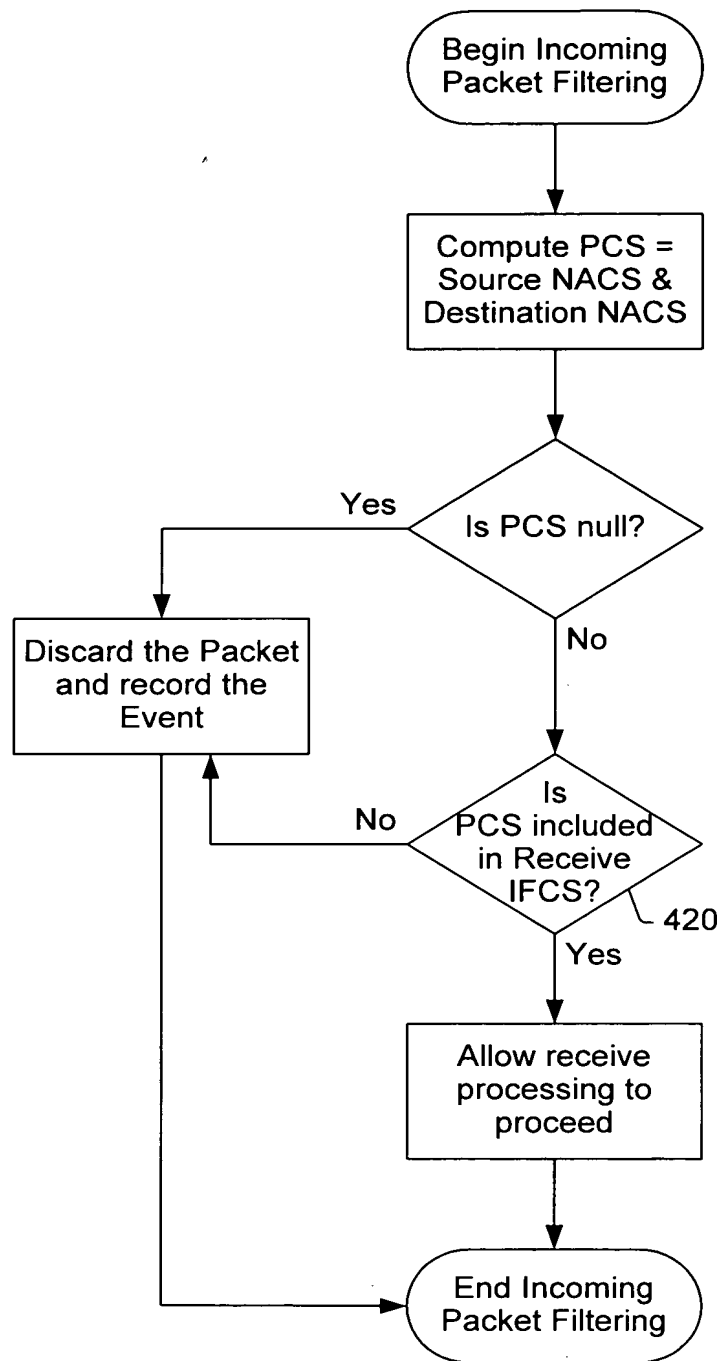 Begin Incoming
Packet Filtering
Compute PCS =
Source NACS &
Destination NACS
Yes
Is PCS null?
No
Discard the Packet
and record the
Event
No
Is
PCS included
in Receive
IFCS?
420
Yes
Allow receive
processing to
proceed
End Incoming
Packet Filtering